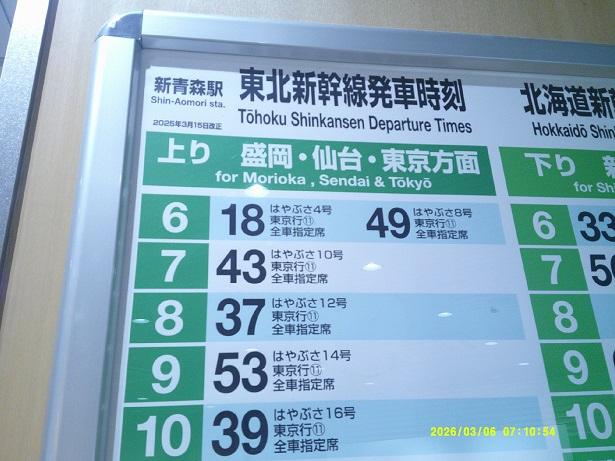 新青森駅
Shin-Aomori sta.
2025年3月15日改正
東北新幹線発車時刻
Tōhoku Shinkansen Departure Times
北海道新
Hokkaidō Shin
上り 盛岡・仙台・東京方面
for Morioka , Sendai & Tōkyō
下り
for Sh
6 18 はやぶさ4号 東京行⑪ 全車指定席 49 はやぶさ8号 東京行⑪ 全車指定席
7 43 はやぶさ10号 東京行⑪ 全車指定席
8 37 はやぶさ12号 東京行⑪ 全車指定席
9 53 はやぶさ14号 東京行⑪ 全車指定席
10 39 はやぶさ16号 東京行⑪ 全車指定席
6 33
7
8
9
10
2026/03/06 07:10:54